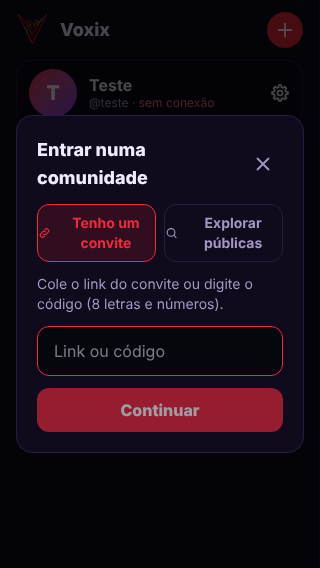 Voxix
T
Teste
@teste · sem conexão
Entrar numa
comunidade
Tenho um
convite
Explorar
públicas
Cole o link do convite ou digite o
código (8 letras e números).
Link ou código
Continuar